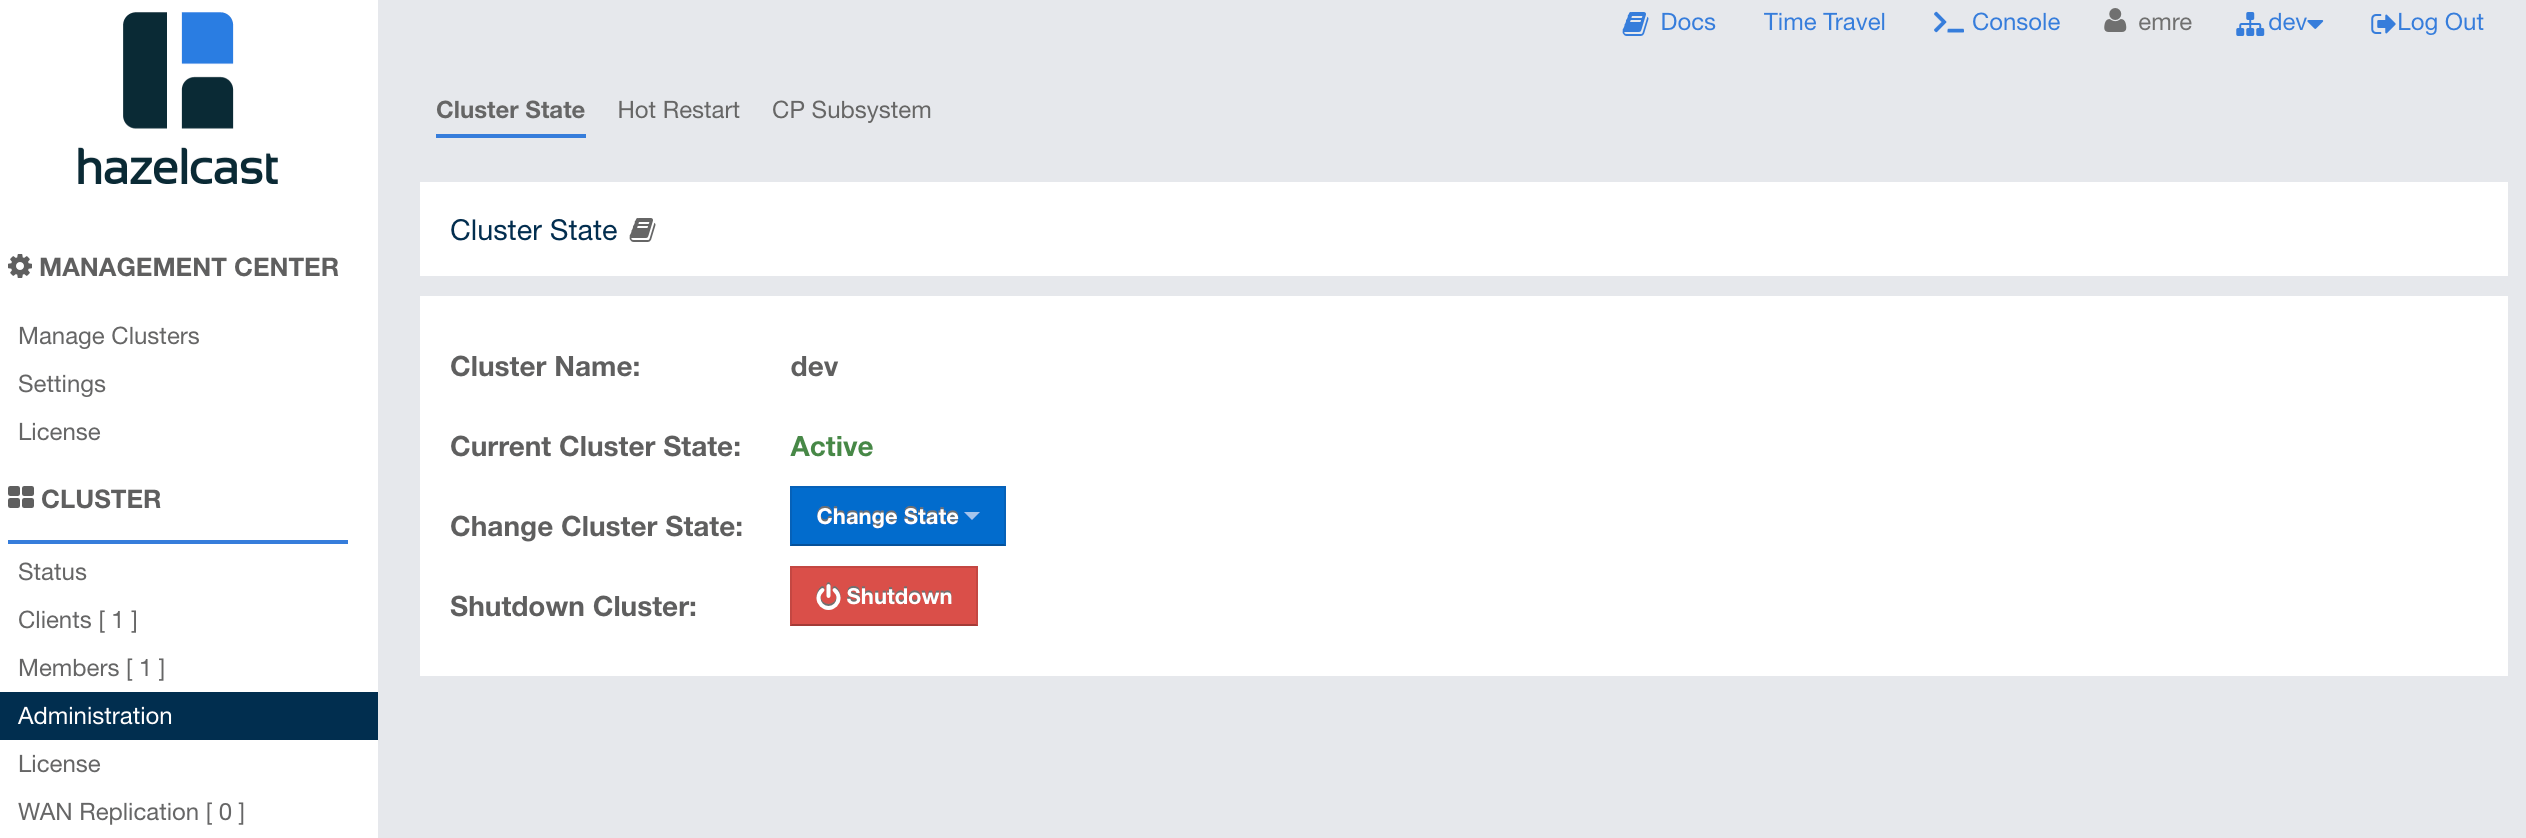 hazelcast
MANAGEMENT CENTER
Manage Clusters
Settings
License
CLUSTER
Status
Clients [ 1 ]
Members [ 1 ]
Administration
License
WAN Replication [ 0 ]
Docs Time Travel Console emre dev Log Out
Cluster State Hot Restart CP Subsystem
Cluster State
Cluster Name: dev
Current Cluster State: Active
Change Cluster State: Change State
Shutdown Cluster: Shutdown